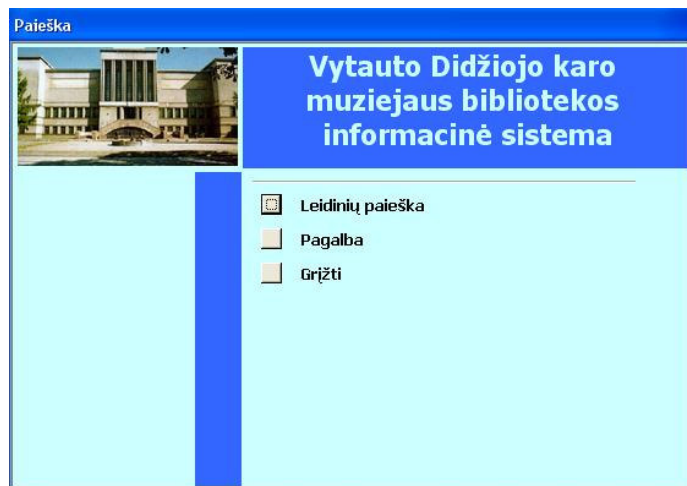 Paieška
Vytauto Didžiojo karo
muziejaus bibliotekos
informacinė sistema
Leidinių paieška
Pagalba
Grįžti